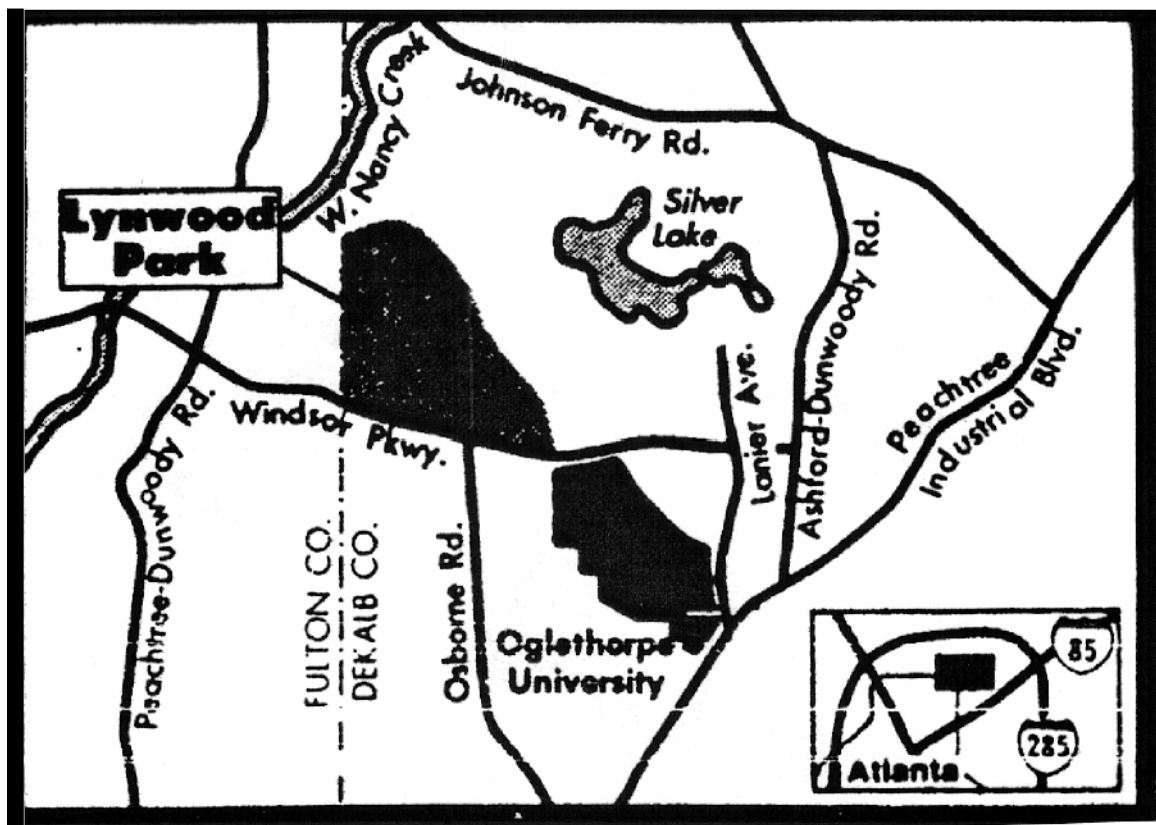 Johnson Ferry Rd.
W. Nancy Creek
Lynwood
Park
Silver
Lake
Ashford-Dunwoody Rd.
Peachtree
Industrial Blvd.
Lanier Ave.
Windsor Pkwy.
Peachtree-Dunwoody Rd.
FULTON CO.
DEKALB CO.
Osborne Rd.
Oglethorpe
University
85
285
Atlanta